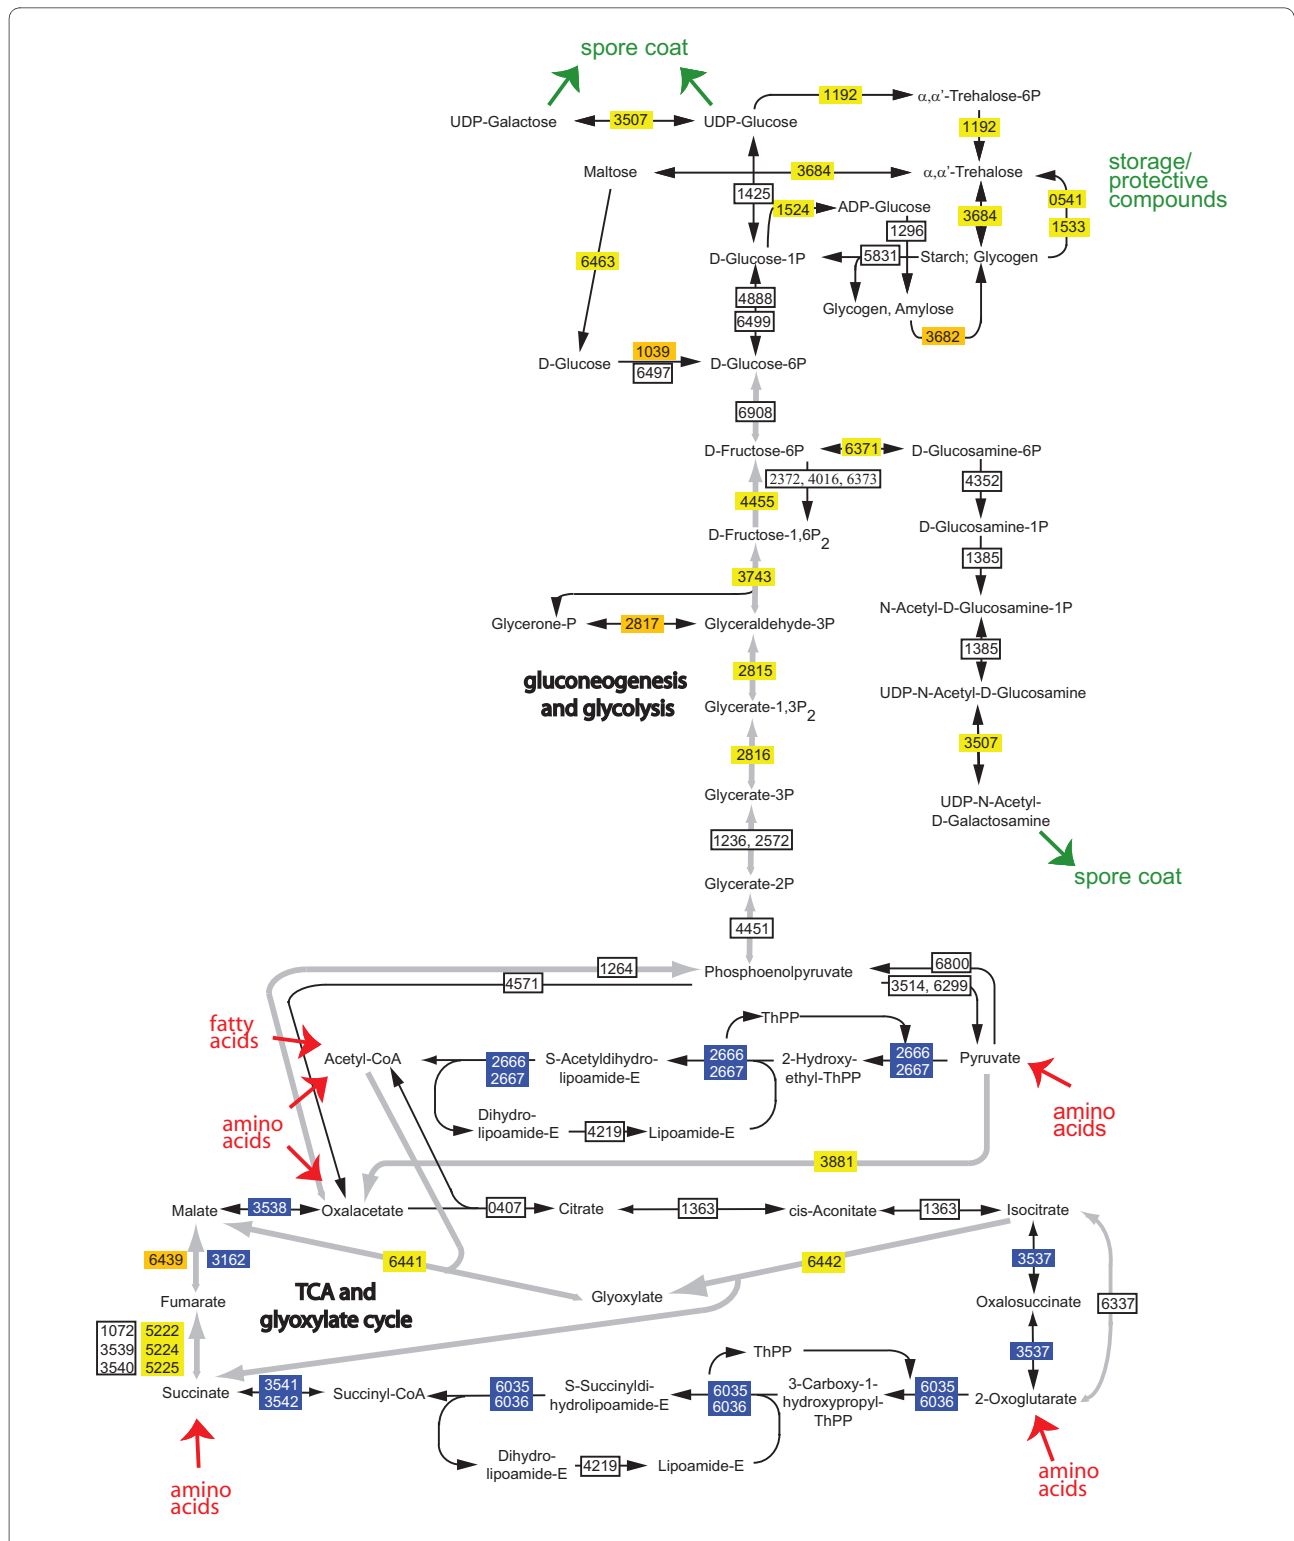 spore coat
1192
α,α'-Trehalose-6P
UDP-Galactose
3507
UDP-Glucose
1192
Maltose
3684
α,α'-Trehalose
storage/
protective
compounds
1425
1524
ADP-Glucose
3684
0541
1533
1296
6463
D-Glucose-1P
5831
Starch; Glycogen
4888
6499
Glycogen, Amylose
3682
D-Glucose
1039
6497
D-Glucose-6P
6908
D-Fructose-6P
6371
D-Glucosamine-6P
2372, 4016, 6373
4352
4455
D-Fructose-1,6P2
D-Glucosamine-1P
1385
3743
N-Acetyl-D-Glucosamine-1P
Glycerone-P
2817
Glyceraldehyde-3P
1385
2815
gluconeogenesis
and glycolysis
UDP-N-Acetyl-D-Glucosamine
Glycerate-1,3P2
3507
2816
Glycerate-3P
UDP-N-Acetyl-
D-Galactosamine
1236, 2572
Glycerate-2P
spore coat
4451
1264
Phosphoenolpyruvate
6800
4571
3514, 6299
fatty
acids
ThPP
Acetyl-CoA
2666
2667
S-Acetyldihydro-
lipoamide-E
2666
2667
2-Hydroxy-
ethyl-ThPP
2666
2667
Pyruvate
amino
acids
Dihydro-
lipoamide-E
4219
Lipoamide-E
amino
acids
3881
Malate
3538
Oxalacetate
0407
Citrate
1363
cis-Aconitate
1363
Isocitrate
6439
3162
6441
6442
3537
TCA and
glyoxylate cycle
Fumarate
Glyoxylate
Oxalosuccinate
6337
1072
3539
3540
5222
5224
5225
ThPP
3537
Succinate
3541
3542
Succinyl-CoA
6035
6036
S-Succinyldi-
hydrolipoamide-E
6035
6036
3-Carboxy-1-
hydroxypropyl-
ThPP
6035
6036
2-Oxoglutarate
Dihydro-
lipoamide-E
4219
Lipoamide-E
amino
acids
amino
acids